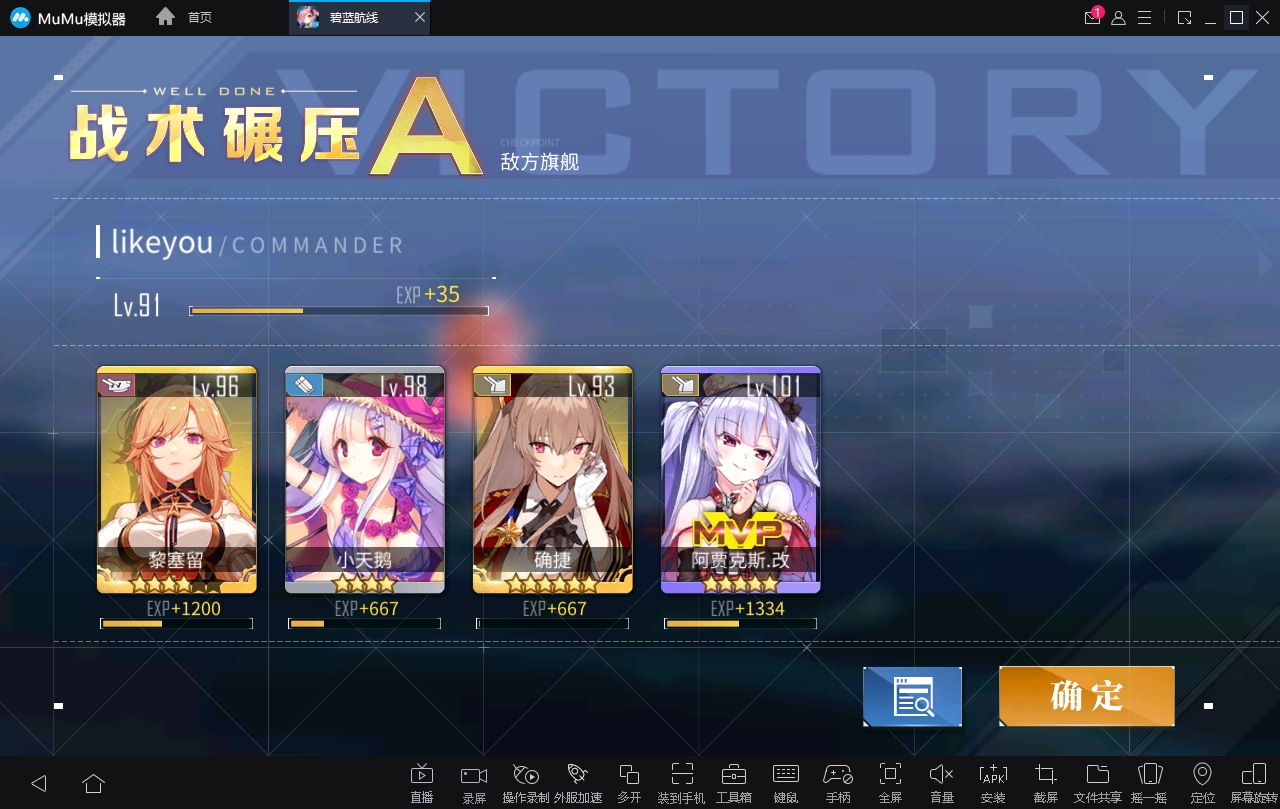 MuMu模拟器
首页
碧蓝航线
1
VICTORY
WELL DONE
战术碾压 A
CHECKPOINT
敌方旗舰
likeyou/COMMANDER
Lv.91
EXP +35
Lv.96
Lv.98
Lv.93
Lv.101
MVP
黎塞留
小天鹅
确捷
阿贾克斯.改
EXP+1200
EXP+667
EXP+667
EXP+1334
确定
APK
直播
录屏
操作录制
外服加速
多开
装到手机
工具箱
键鼠
手柄
全屏
音量
安装
截屏
文件共享
摇一摇
定位
屏幕旋转